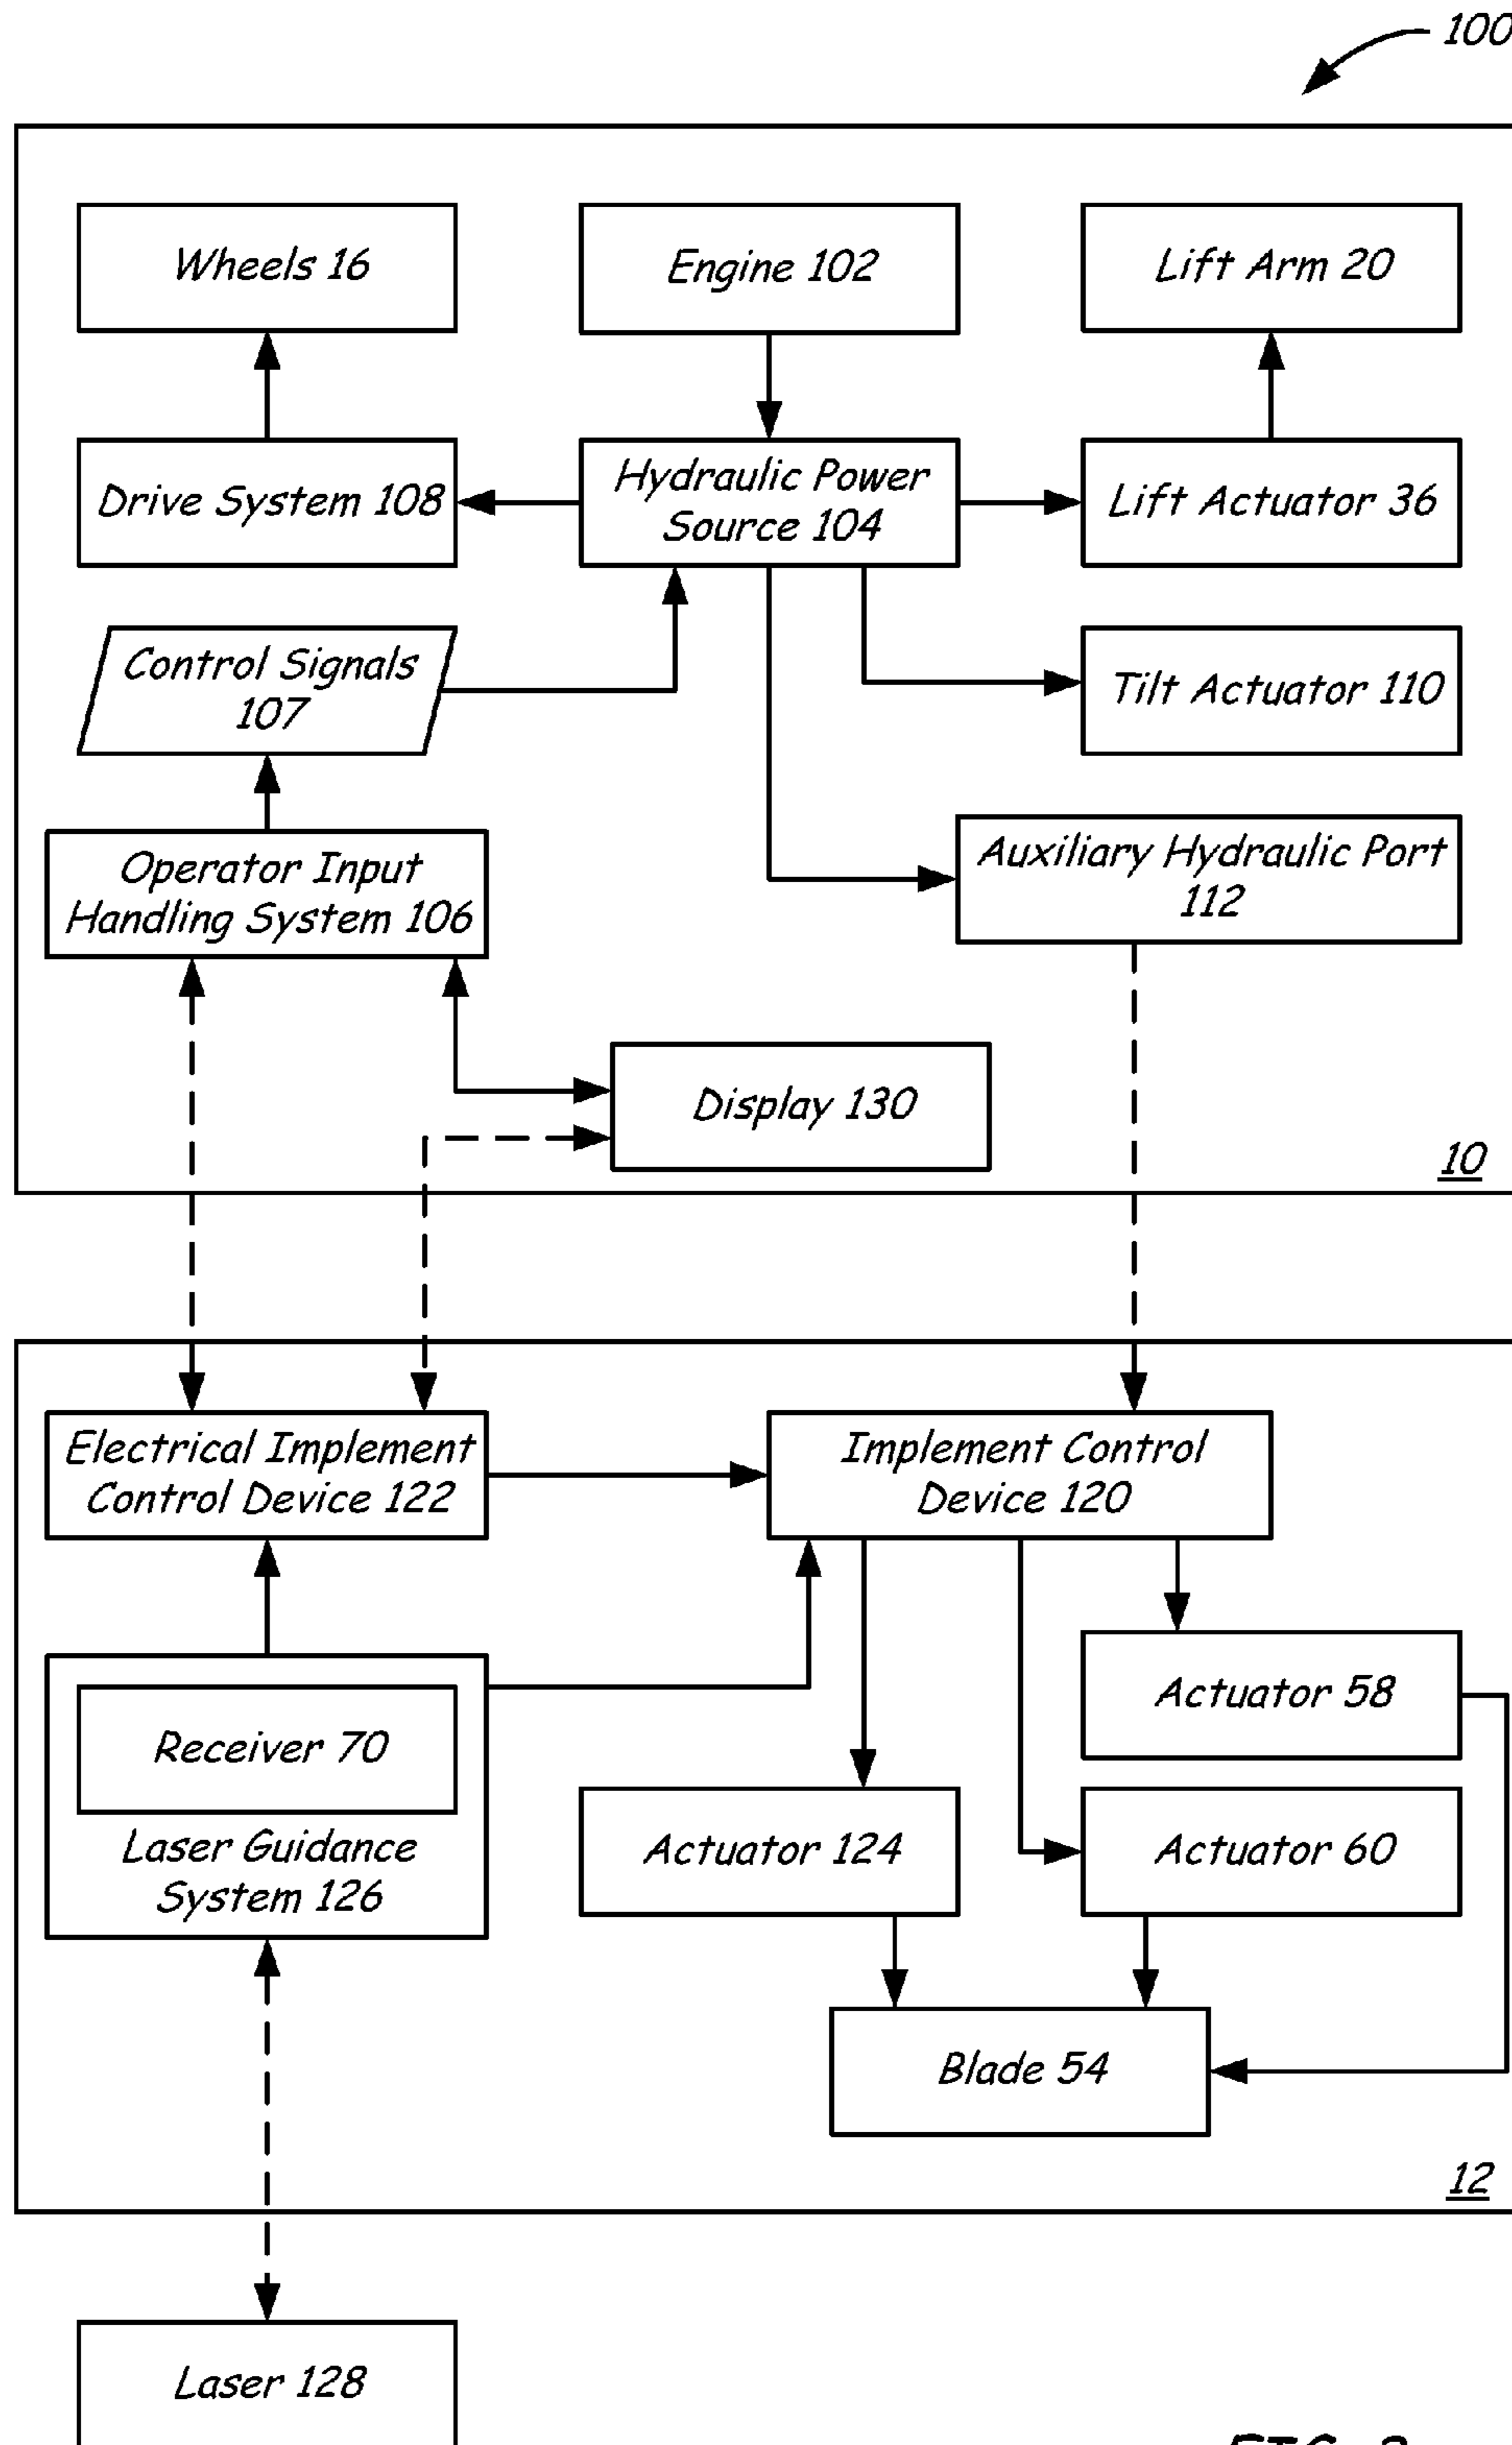 100
Wheels 16
Engine 102
Lift Arm 20
Drive System 108
Hydraulic Power
Source 104
Lift Actuator 36
Control Signals
107
Tilt Actuator 110
Operator Input
Handling System 106
Auxiliary Hydraulic Port
112
Display 130
10
Electrical Implement
Control Device 122
Implement Control
Device 120
Receiver 70
Laser Guidance
System 126
Actuator 58
Actuator 124
Actuator 60
Blade 54
12
Laser 128